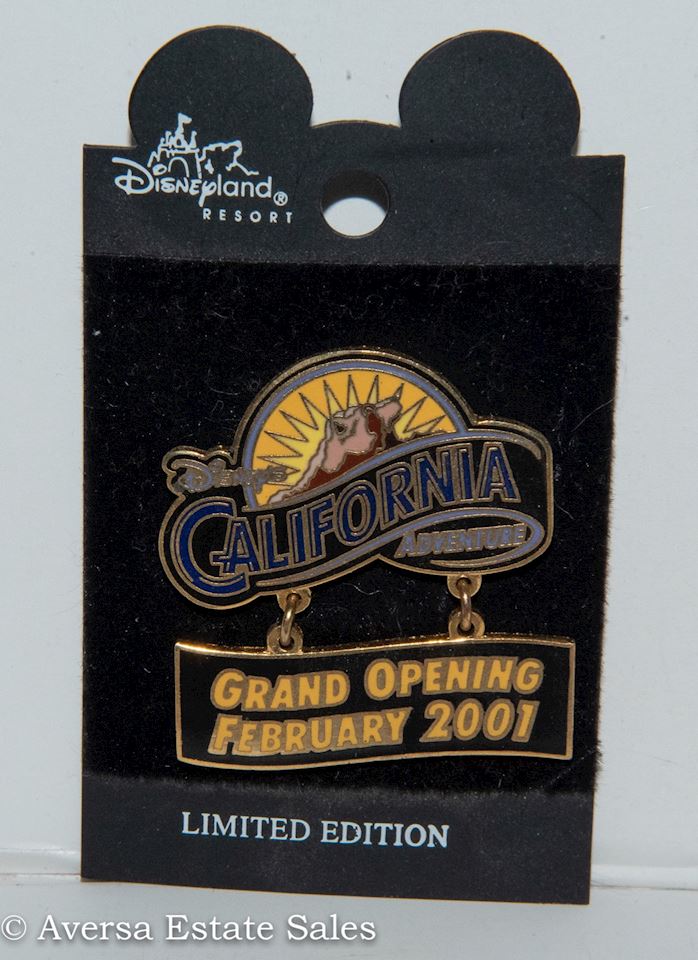 Disneyland®
RESORT
Disney's
CALIFORNIA
ADVENTURE
GRAND OPENING
FEBRUARY 2001
LIMITED EDITION
© Aversa Estate Sales